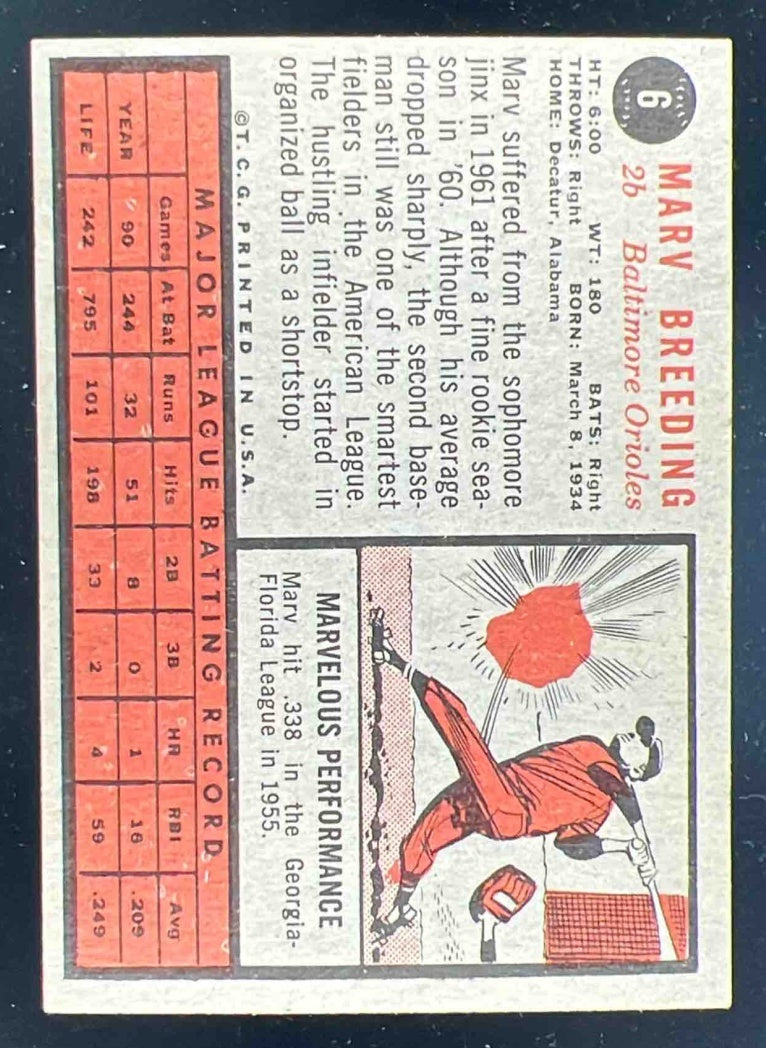 6
MARV BREEDING
2b Baltimore Orioles
HT: 6:00 WT: 180 BATS: Right
THROWS: Right BORN: March 8, 1934
HOME: Decatur, Alabama
Marv suffered from the sophomore
jinx in 1961 after a fine rookie sea-
son in '60. Although his average
dropped sharply, the second base-
man still was one of the smartest
fielders in the American League.
The hustling infielder started in
organized ball as a shortstop.
©T. C. G. PRINTED IN U.S.A.
MARVELOUS PERFORMANCE
Marv hit .338 in the Georgia-
Florida League in 1955.
MAJOR LEAGUE BATTING RECORD
Games At Bat Runs Hits 2B 3B HR RBI Avg
YEAR 90 244 32 51 8 0 1 16 .209
LIFE 242 795 101 198 33 2 4 59 .249